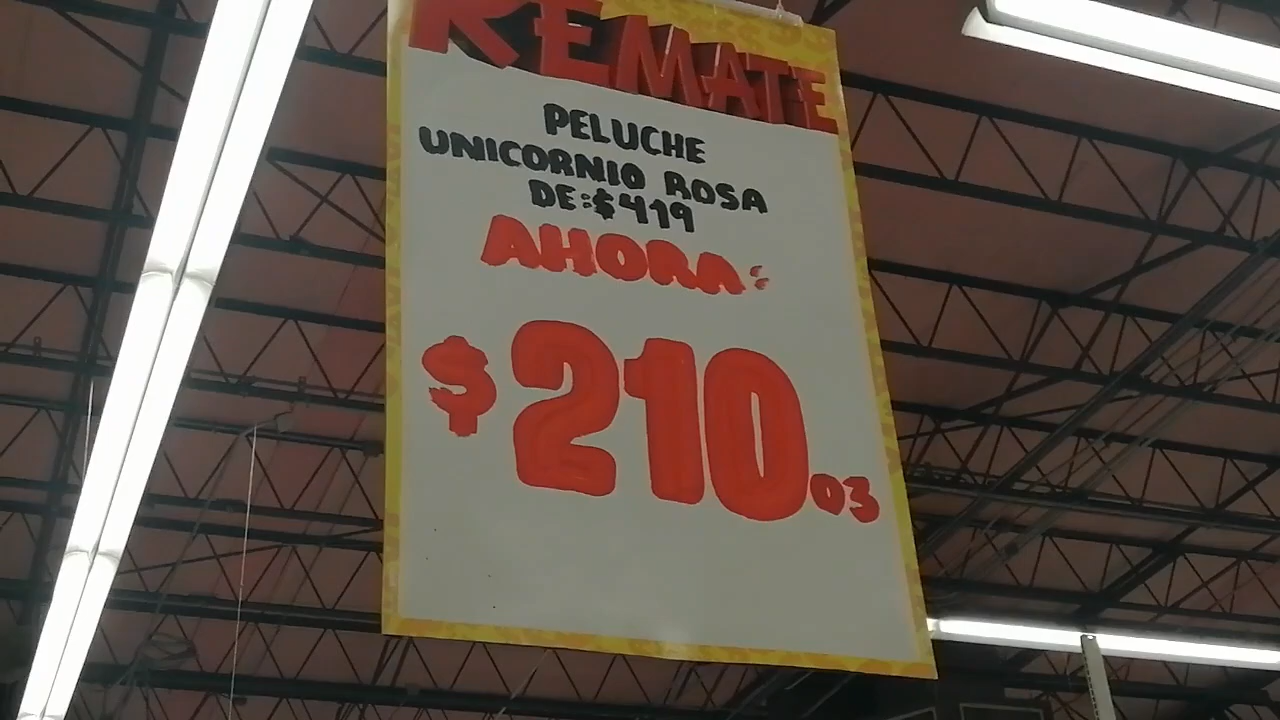 REMATE
PELUCHE
UNICORNIO ROSA
DE:$419
AHORA:
$210.03